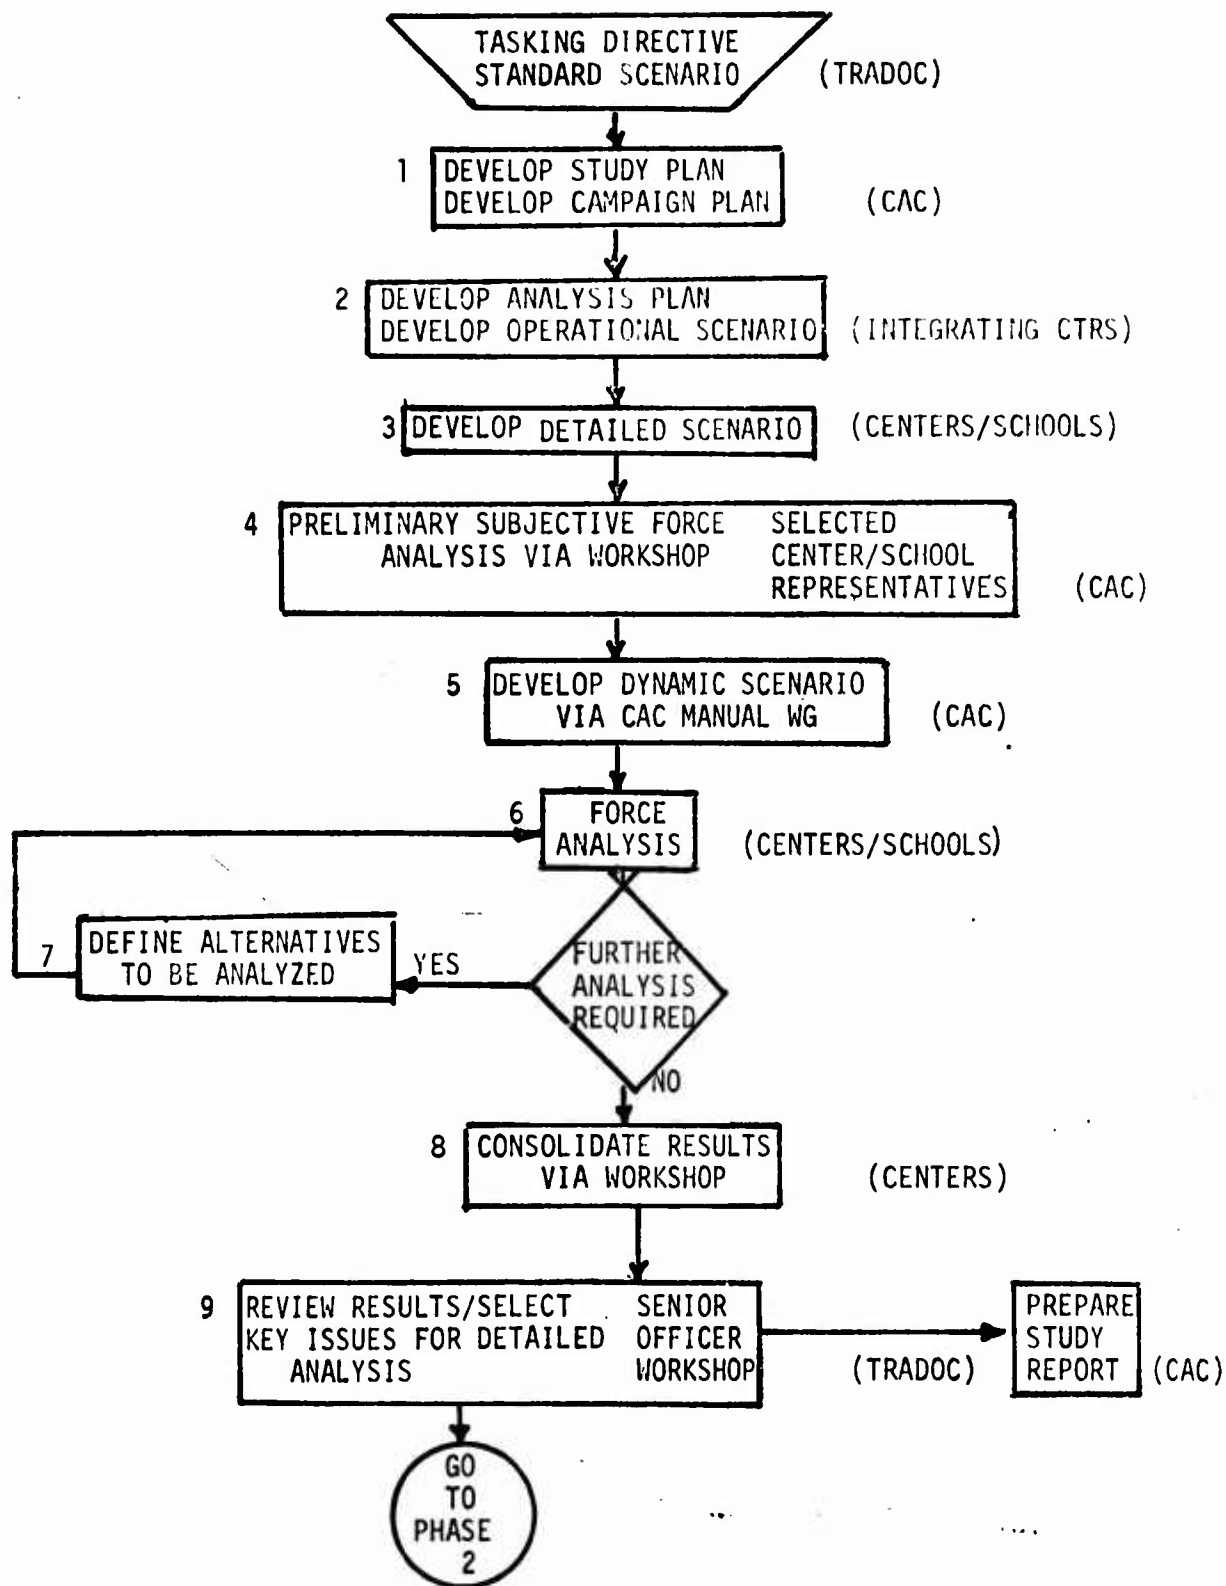 TASKING DIRECTIVE
STANDARD SCENARIO (TRADOC)
1 DEVELOP STUDY PLAN
DEVELOP CAMPAIGN PLAN (CAC)
2 DEVELOP ANALYSIS PLAN
DEVELOP OPERATIONAL SCENARIO (INTEGRATING CTRS)
3 DEVELOP DETAILED SCENARIO (CENTERS/SCHOOLS)
4 PRELIMINARY SUBJECTIVE FORCE SELECTED
ANALYSIS VIA WORKSHOP CENTER/SCHOOL
REPRESENTATIVES (CAC)
5 DEVELOP DYNAMIC SCENARIO
VIA CAC MANUAL WG (CAC)
6 FORCE
ANALYSIS (CENTERS/SCHOOLS)
7 DEFINE ALTERNATIVES
TO BE ANALYZED
YES
FURTHER
ANALYSIS
REQUIRED
NO
8 CONSOLIDATE RESULTS
VIA WORKSHOP (CENTERS)
9 REVIEW RESULTS/SELECT SENIOR
KEY ISSUES FOR DETAILED OFFICER
ANALYSIS WORKSHOP (TRADOC)
PREPARE
STUDY
REPORT (CAC)
GO
TO
PHASE
2